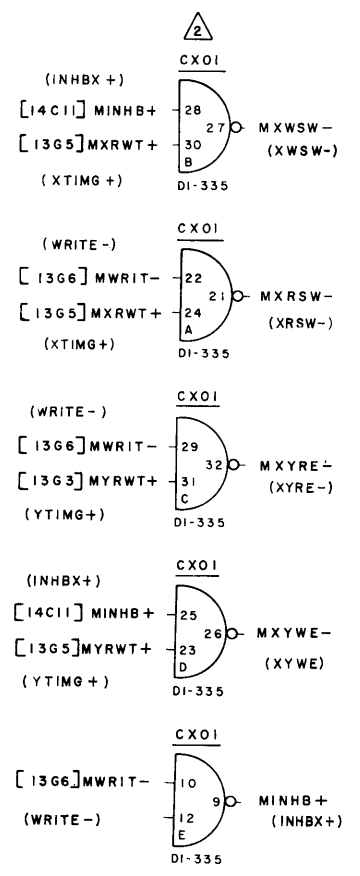 2
CX01
(INHBX+)
[14C11] MINHB+ 28
27 MXWSW-
[13G5] MXRWT+ 30
(XWSW-)
B
(XTIMG+)
DI-335
CX01
(WRITE-)
[13G6] MWRIT- 22
21 MXRSW-
[13G5] MXRWT+ 24
(XRSW-)
A
(XTIMG+)
DI-335
CX01
(WRITE-)
[13G6] MWRIT- 29
32 MXYRE-
[13G3] MYRWT+ 31
(XYRE-)
C
(YTIMG+)
DI-335
CX01
(INHBX+)
[14C11] MINHB+ 25
26 MXYWE-
[13G5] MYRWT+ 23
(XYWE)
D
(YTIMG+)
DI-335
CX01
[13G6] MWRIT- 10
9 MINHB+
(WRITE-) 12
(INHBX+)
E
DI-335